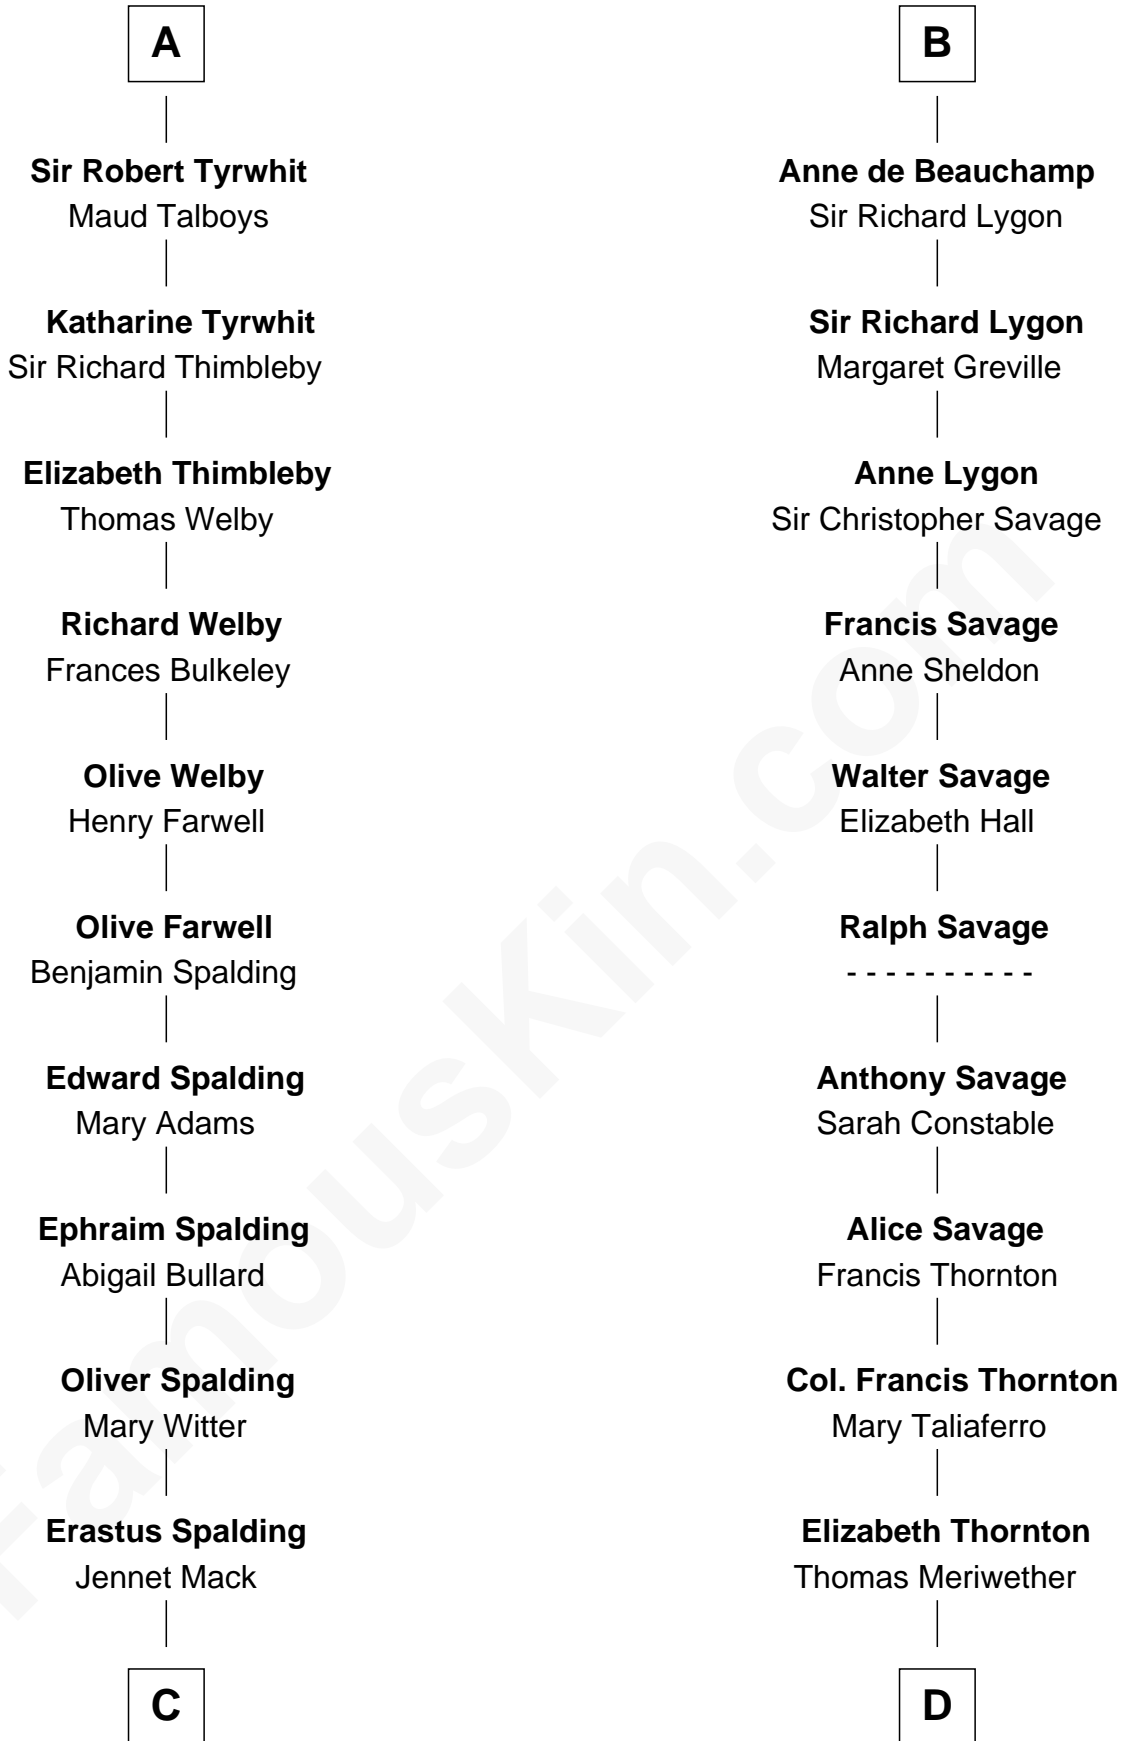 A
Sir Robert Tyrwhit
Maud Talboys
Katharine Tyrwhit
Sir Richard Thimbleby
Elizabeth Thimbleby
Thomas Welby
Richard Welby
Frances Bulkeley
Olive Welby
Henry Farwell
Olive Farwell
Benjamin Spalding
Edward Spalding
Mary Adams
Ephraim Spalding
Abigail Bullard
Oliver Spalding
Mary Witter
Erastus Spalding
Jennet Mack
C
B
Anne de Beauchamp
Sir Richard Lygon
Sir Richard Lygon
Margaret Greville
Anne Lygon
Sir Christopher Savage
Francis Savage
Anne Sheldon
Walter Savage
Elizabeth Hall
Ralph Savage
- - - - - - - - - -
Anthony Savage
Sarah Constable
Alice Savage
Francis Thornton
Col. Francis Thornton
Mary Taliaferro
Elizabeth Thornton
Thomas Meriwether
D
FamousKin.com